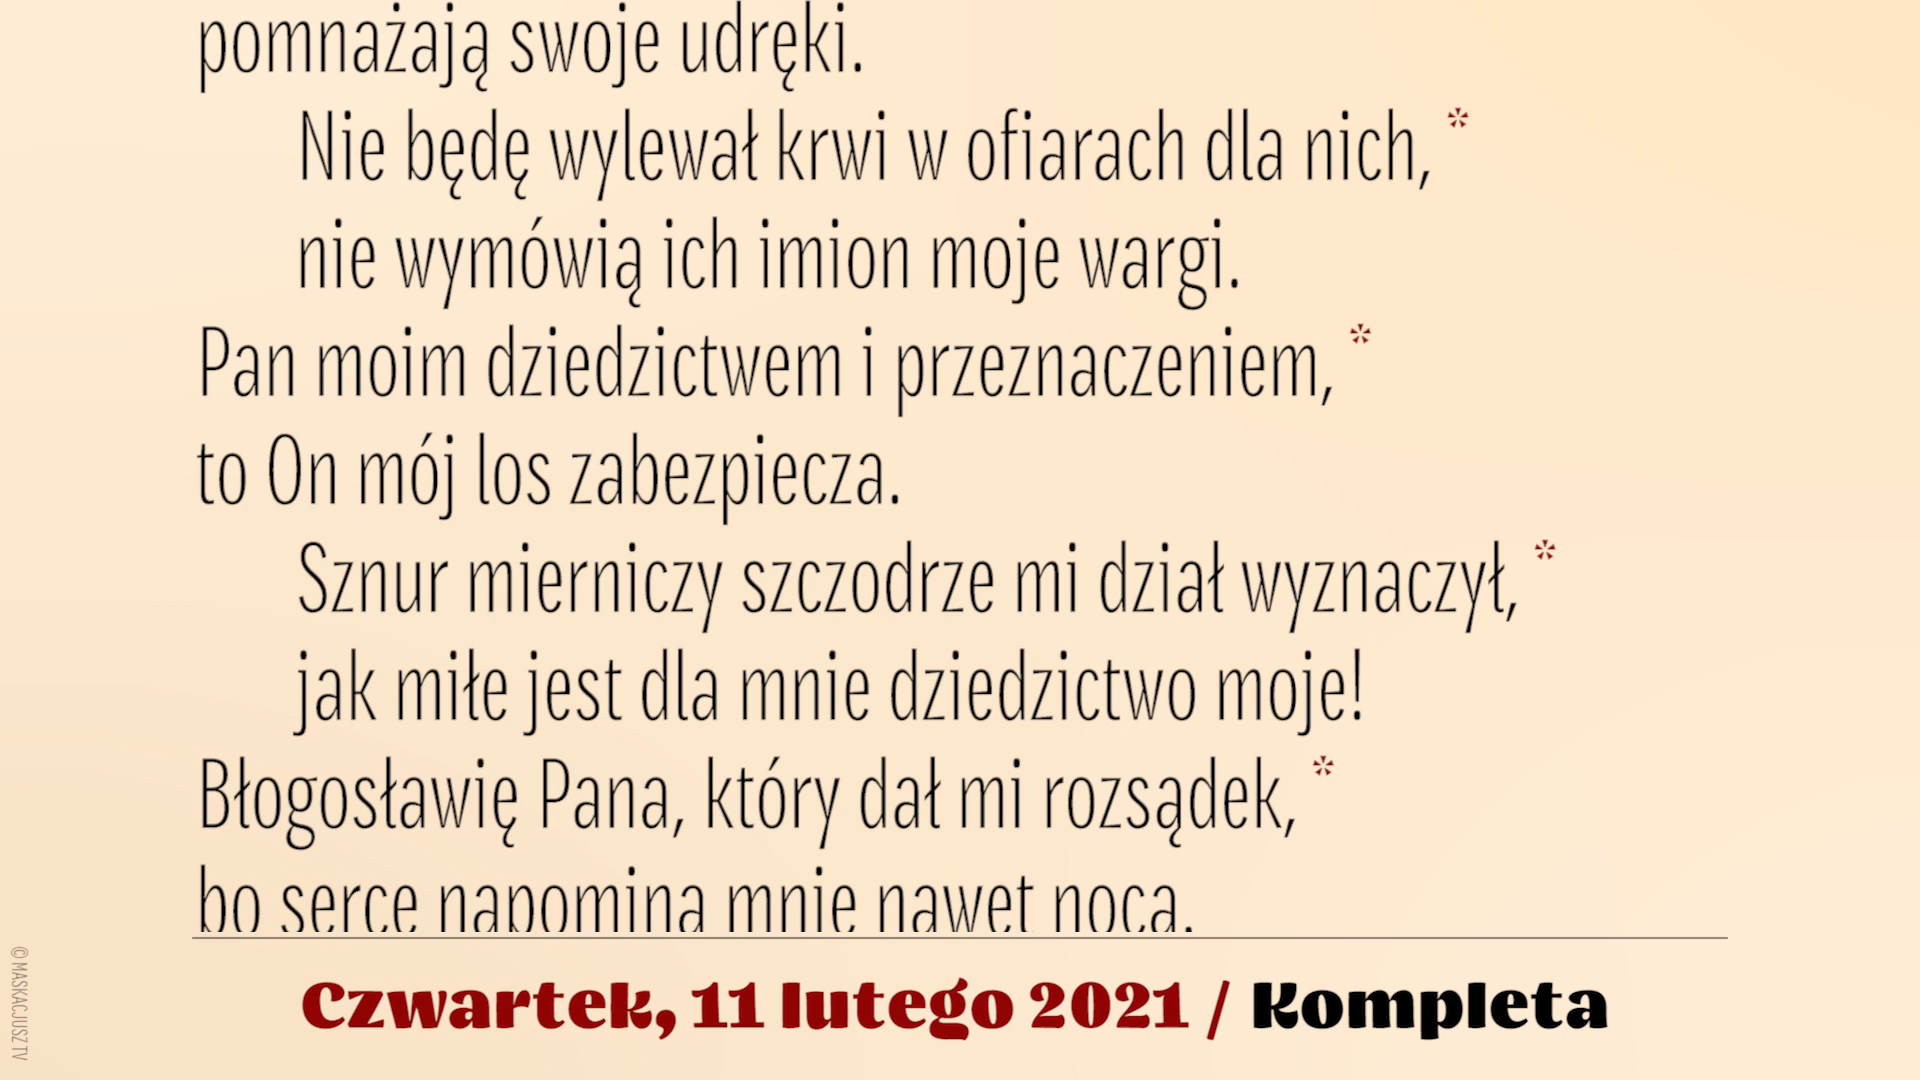 pomnażają swoje udręki.
Nie będę wylewał krwi w ofiarach dla nich, *
nie wymówią ich imion moje wargi.
Pan moim dziedzictwem i przeznaczeniem, *
to On mój los zabezpiecza.
Sznur mierniczy szczodrze mi dział wyznaczył, *
jak miłe jest dla mnie dziedzictwo moje!
Błogosławię Pana, który dał mi rozsądek, *
bo serce napomina mnie nawet nocą.
Czwartek, 11 lutego 2021 / Kompleta
© MASKACJUSZ TV